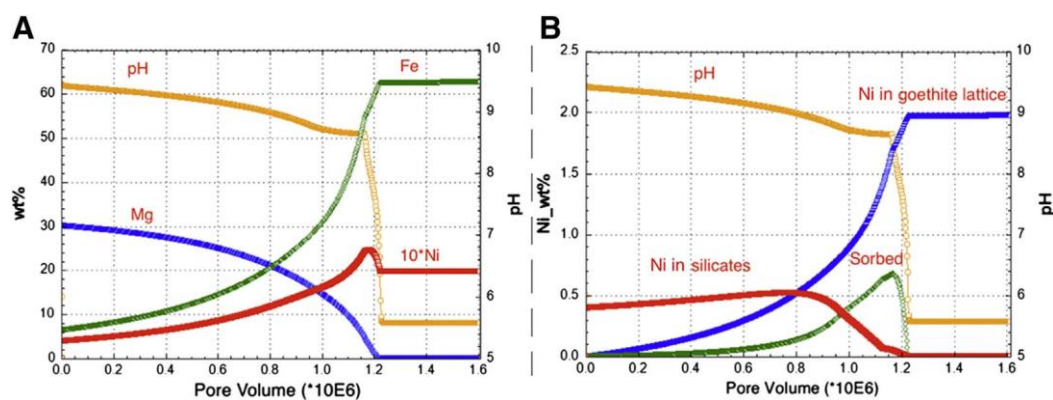 A
B
70
60
50
40
30
20
10
0
wt%
10
9
8
7
6
5
pH
pH
Fe
Mg
10*Ni
0.0 0.2 0.4 0.6 0.8 1.0 1.2 1.4 1.6
Pore Volume (*10E6)
2.5
2.0
1.5
1.0
0.5
0.0
Ni_wt%
10
9
8
7
6
5
pH
pH
Ni in goethite lattice
Ni in silicates
Sorbed
0.0 0.2 0.4 0.6 0.8 1.0 1.2 1.4 1.6
Pore Volume (*10E6)